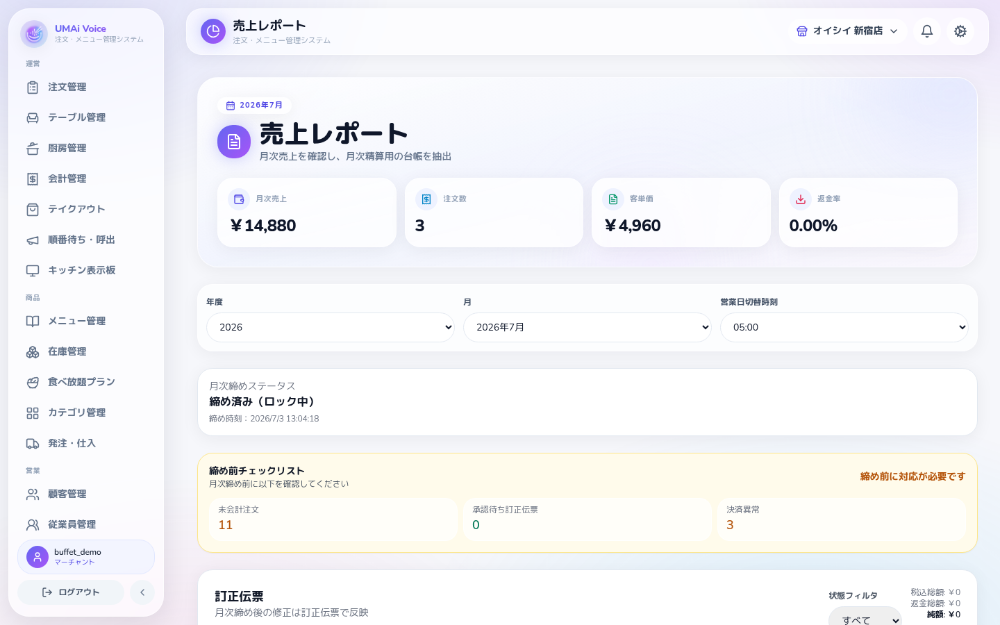 UMAi Voice
注文・メニュー管理システム
運営
注文管理
テーブル管理
厨房管理
会計管理
テイクアウト
順番待ち・呼出
キッチン表示板
商品
メニュー管理
在庫管理
食べ放題プラン
カテゴリ管理
発注・仕入
営業
顧客管理
従業員管理
buffet_demo
マーチャント
ログアウト
売上レポート
注文・メニュー管理システム
オイシイ 新宿店
2026年7月
売上レポート
月次売上を確認し、月次精算用の台帳を抽出
月次売上
￥14,880
注文数
3
客単価
￥4,960
返金率
0.00%
年度
2026
月
2026年7月
営業日切替時刻
05:00
月次締めステータス
締め済み（ロック中）
締め時刻：2026/7/3 13:04:18
締め前チェックリスト
月次締め前に以下を確認してください
締め前に対応が必要です
未会計注文
11
承認待ち訂正伝票
0
決済異常
3
訂正伝票
月次締め後の修正は訂正伝票で反映
状態フィルタ
すべて
税込総額: ￥0
返金総額: ￥0
純額: ￥0